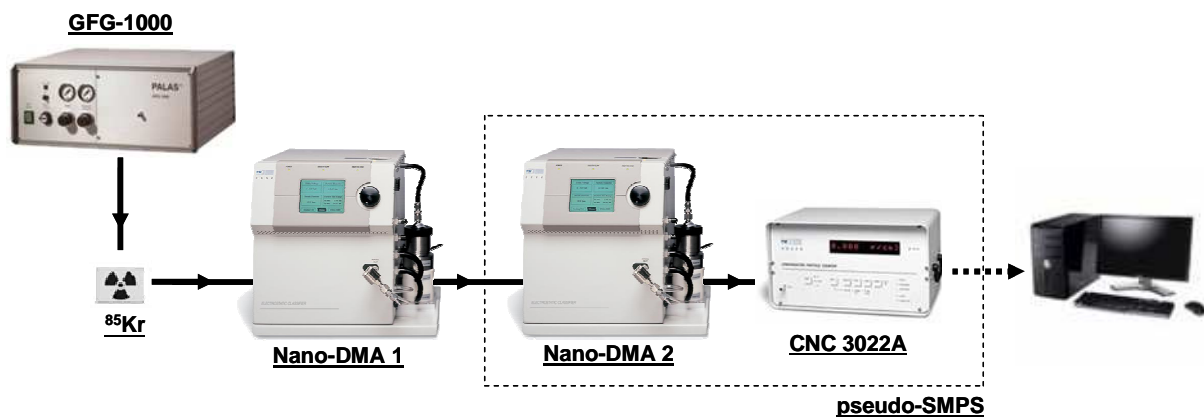 GFG-1000
PALAS
85Kr
Nano-DMA 1
Nano-DMA 2
CNC 3022A
pseudo-SMPS